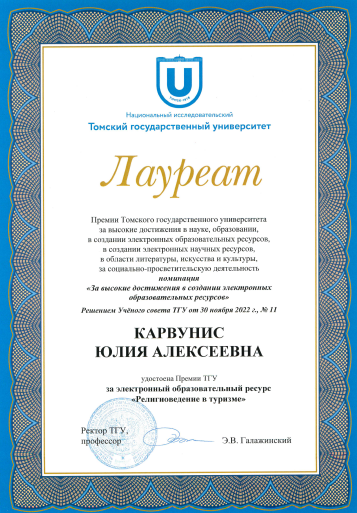 Национальный исследовательский
Томский государственный университет
Лауреат
Премии Томского государственного университета
за высокие достижения в науке, образовании,
в создании электронных образовательных ресурсов,
в создании электронных научных ресурсов,
в области литературы, искусства и культуры,
за социально-просветительскую деятельность
номинация
«За высокие достижения в создании электронных
образовательных ресурсов»
Решением Учёного совета ТГУ от 30 ноября 2022 г., № 11
КАРВУНИС
ЮЛИЯ АЛЕКСЕЕВНА
удостоена Премии ТГУ
за электронный образовательный ресурс
«Религиоведение в туризме»
Ректор ТГУ,
профессор
Э.В. Галажинский